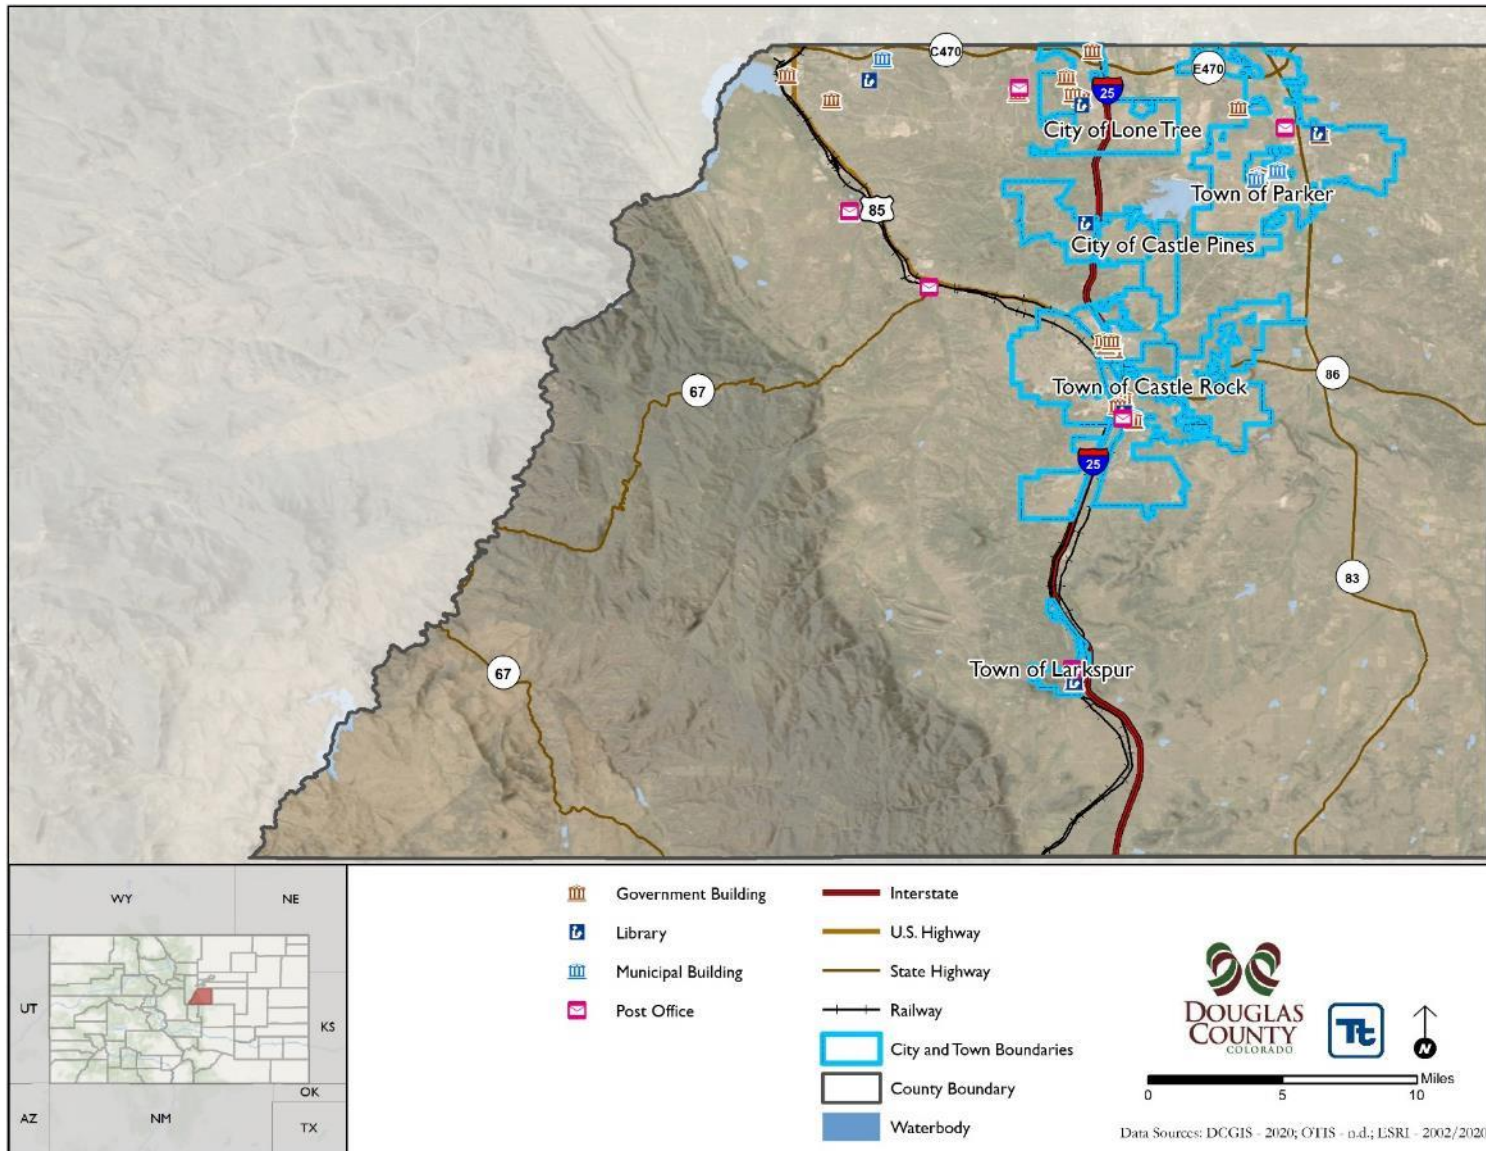 C470
E470
25
City of Lone Tree
Town of Parker
85
City of Castle Pines
67
86
Town of Castle Rock
25
83
Town of Larkspur
67
WY
NE
UT
KS
OK
AZ
NM
TX
Government Building
Library
Municipal Building
Post Office
Interstate
U.S. Highway
State Highway
Railway
City and Town Boundaries
County Boundary
Waterbody
DOUGLAS
COUNTY
COLORADO
Tt
N
Miles
0 5 10
Data Sources: DCGIS - 2020; OTIS - n.d.; ESRI - 2002/2020